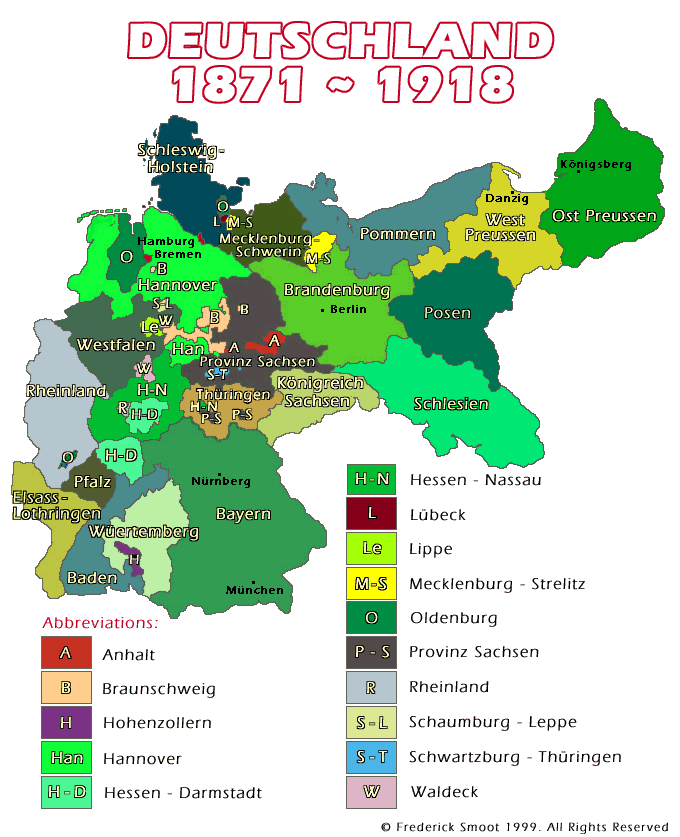 DEUTSCHLAND
1871 ~ 1918
Schleswig-
Holstein
Königsberg
Danzig
Ost Preussen
West
Preussen
O
L
M-S
Mecklenburg-
Schwerin
M-S
Pommern
Hamburg
Bremen
O
B
Hannover
Brandenburg
Berlin
Posen
S-L
W
Le
B
B
Westfalen
Han
A
A
Provinz Sachsen
S-T
W
Rheinland
H-N
R
H-D
Thüringen
H-N
P-S
P-S
Königreich
Sachsen
Schlesien
O
H-D
Pfalz
Elsass-
Lothringen
Nürnberg
Bayern
Wüertemberg
H
Baden
München
Abbreviations:
A Anhalt
B Braunschweig
H Hohenzollern
Han Hannover
H-D Hessen - Darmstadt
H-N Hessen - Nassau
L Lübeck
Le Lippe
M-S Mecklenburg - Strelitz
O Oldenburg
P-S Provinz Sachsen
R Rheinland
S-L Schaumburg - Leppe
S-T Schwartzburg - Thüringen
W Waldeck
© Frederick Smoot 1999. All Rights Reserved